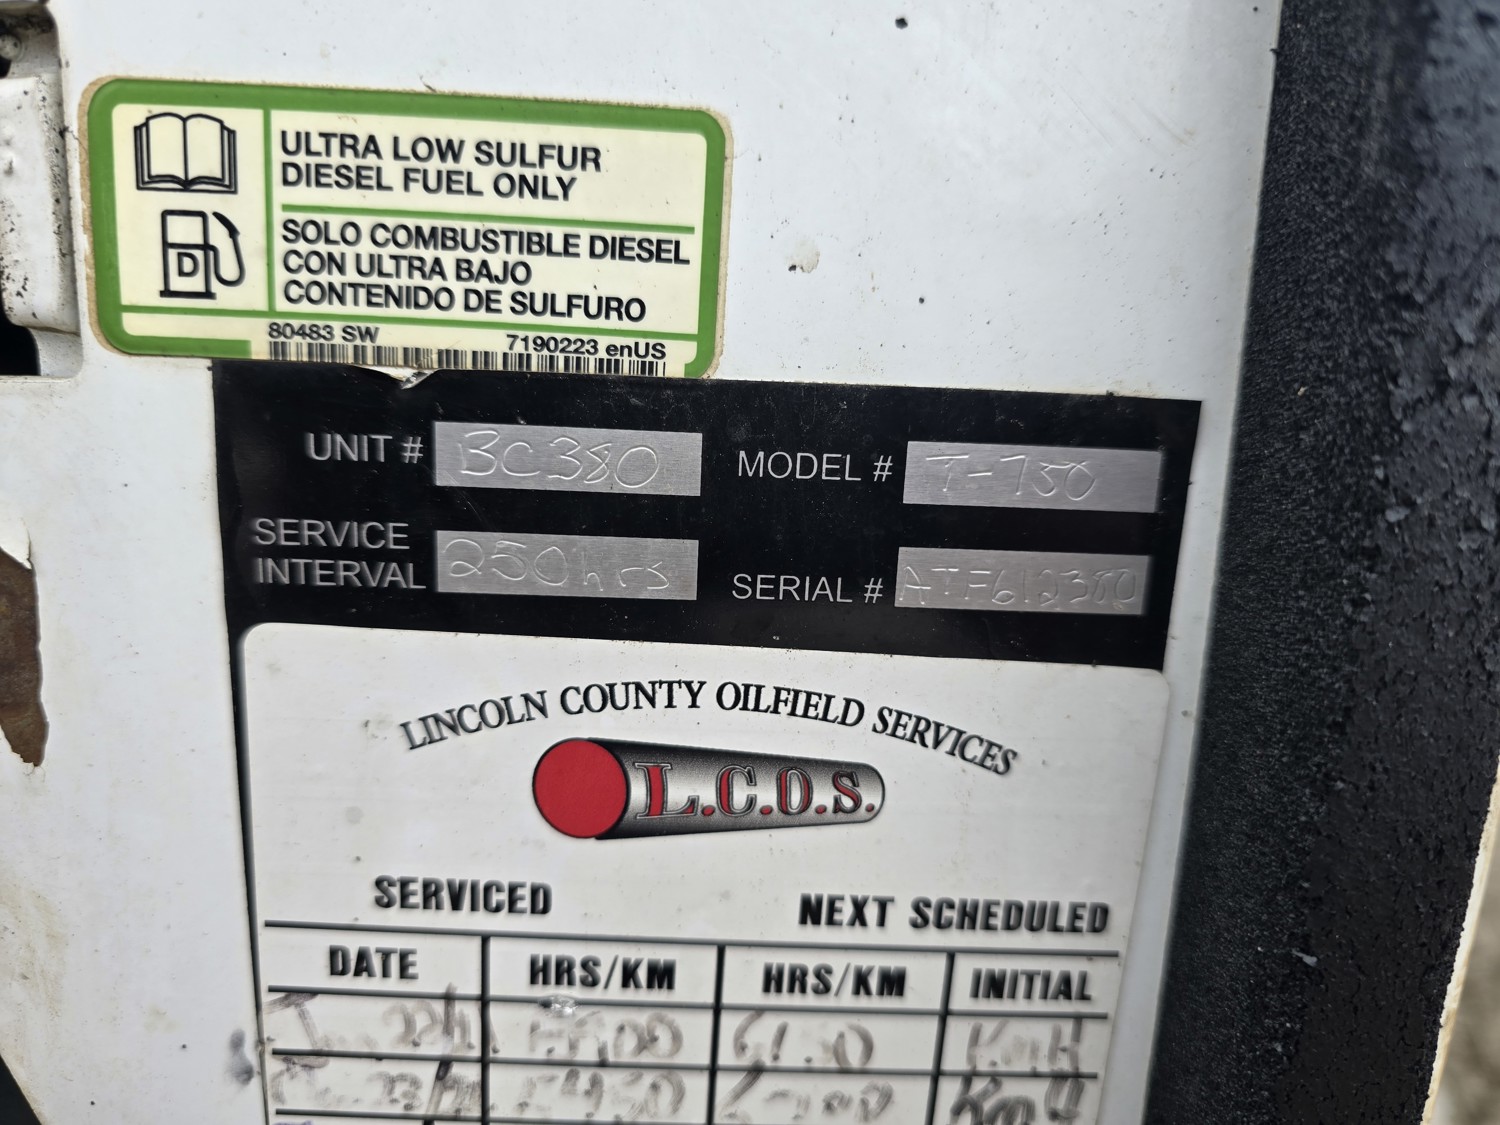 ULTRA LOW SULFUR
DIESEL FUEL ONLY
SOLO COMBUSTIBLE DIESEL
CON ULTRA BAJO
CONTENIDO DE SULFURO
D
80483 SW 7190223 enUS
UNIT # BC380 MODEL # T-750
SERVICE
INTERVAL 250hrs SERIAL # ATF612380
LINCOLN COUNTY OILFIELD SERVICES
L.C.O.S.
SERVICED NEXT SCHEDULED
DATE HRS/KM HRS/KM INITIAL